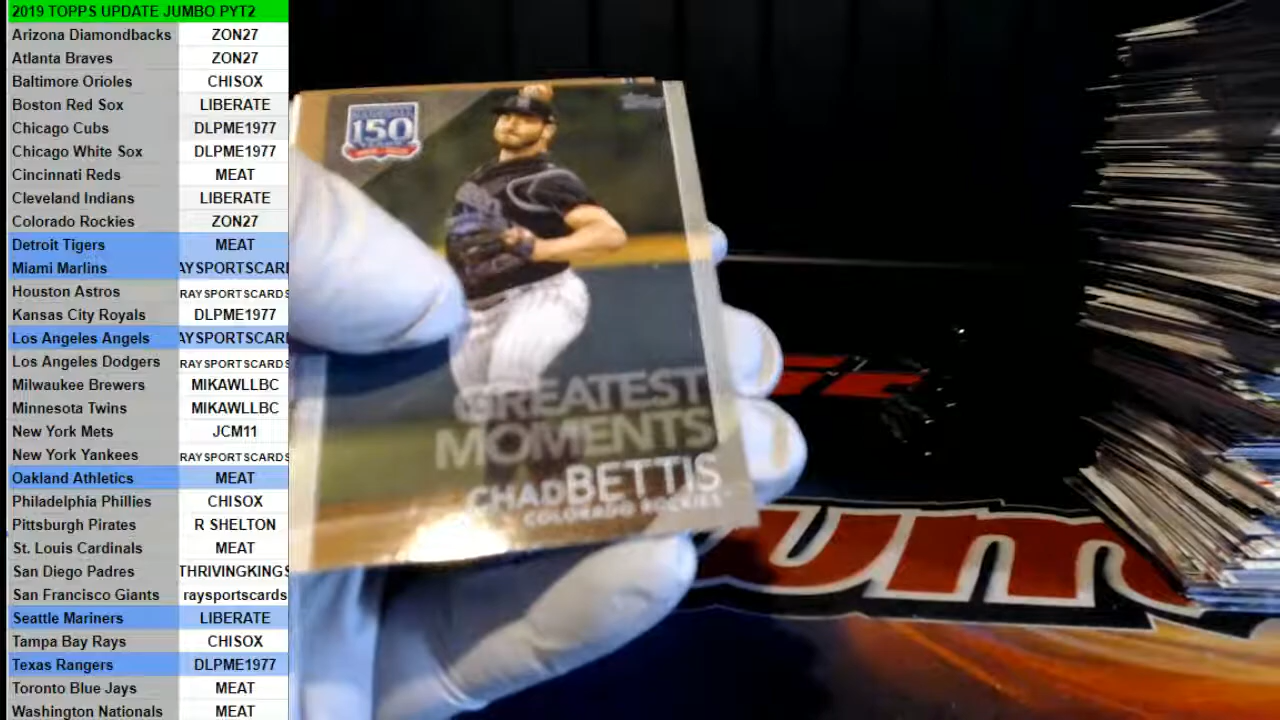 2019 TOPPS UPDATE JUMBO PYT2
Arizona Diamondbacks ZON27
Atlanta Braves ZON27
Baltimore Orioles CHISOX
Boston Red Sox LIBERATE
Chicago Cubs DLPME1977
Chicago White Sox DLPME1977
Cincinnati Reds MEAT
Cleveland Indians LIBERATE
Colorado Rockies ZON27
Detroit Tigers MEAT
Miami Marlins AYSPORTSCARI
Houston Astros RAYSPORTSCARDS
Kansas City Royals DLPME1977
Los Angeles Angels AYSPORTSCARI
Los Angeles Dodgers RAYSPORTSCARDS
Milwaukee Brewers MIKAWLLBC
Minnesota Twins MIKAWLLBC
New York Mets JCM11
New York Yankees RAYSPORTSCARDS
Oakland Athletics MEAT
Philadelphia Phillies CHISOX
Pittsburgh Pirates R SHELTON
St. Louis Cardinals MEAT
San Diego Padres THRIVINGKINGS
San Francisco Giants raysportscards
Seattle Mariners LIBERATE
Tampa Bay Rays CHISOX
Texas Rangers DLPME1977
Toronto Blue Jays MEAT
Washington Nationals MEAT
150
GREATEST
MOMENTS
CHAD BETTIS
COLORADO ROCKIES
um